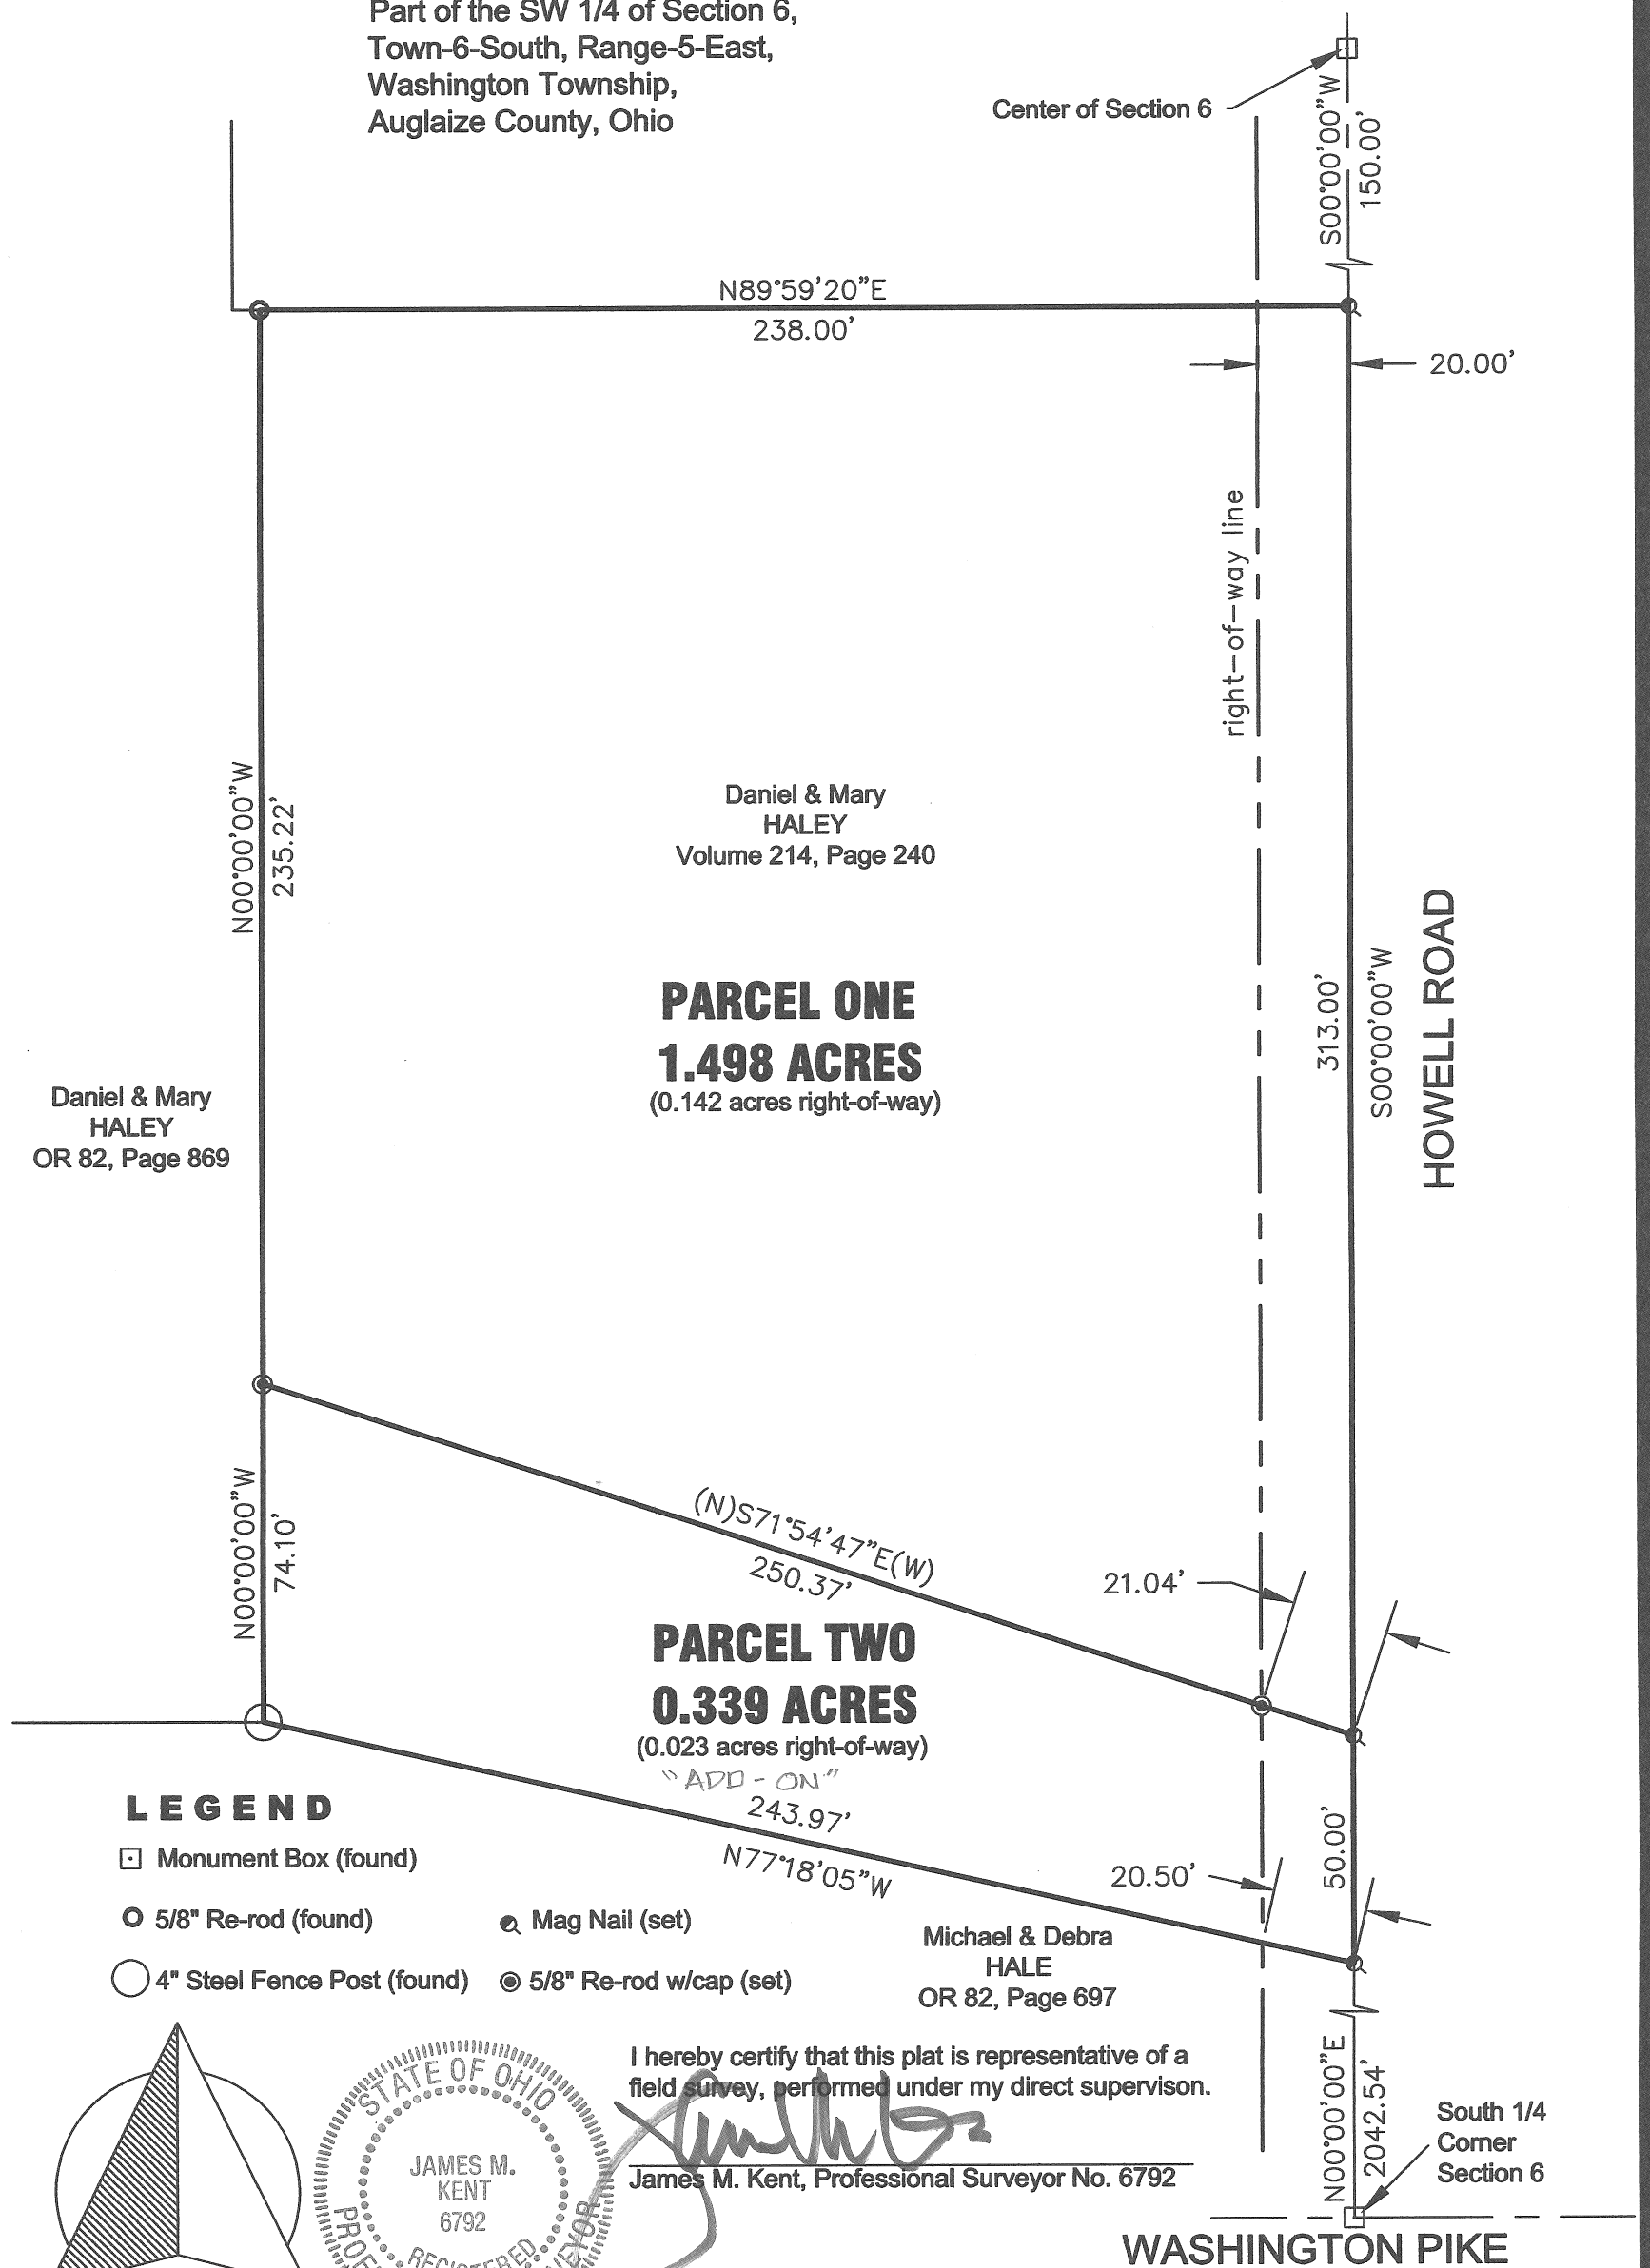 Part of the SW 1/4 of Section 6,
Town-6-South, Range-5-East,
Washington Township,
Auglaize County, Ohio
Center of Section 6
S00°00'00"W
150.00'
N89°59'20"E
238.00'
20.00'
right-of-way line
N00°00'00"W
235.22'
Daniel & Mary
HALEY
Volume 214, Page 240
PARCEL ONE
1.498 ACRES
(0.142 acres right-of-way)
313.00'
S00°00'00"W
HOWELL ROAD
Daniel & Mary
HALEY
OR 82, Page 869
(N)S71°54'47"E(W)
250.37'
21.04'
N00°00'00"W
74.10'
PARCEL TWO
0.339 ACRES
(0.023 acres right-of-way)
"ADD-ON"
243.97'
N77°18'05"W
20.50'
50.00'
LEGEND
Monument Box (found)
5/8" Re-rod (found)
Mag Nail (set)
4" Steel Fence Post (found)
5/8" Re-rod w/cap (set)
Michael & Debra
HALE
OR 82, Page 697
I hereby certify that this plat is representative of a
field survey, performed under my direct supervison.
James M. Kent, Professional Surveyor No. 6792
STATE OF OHIO
JAMES M.
KENT
6792
REGISTERED
N00°00'00"E
2042.54'
South 1/4
Corner
Section 6
WASHINGTON PIKE